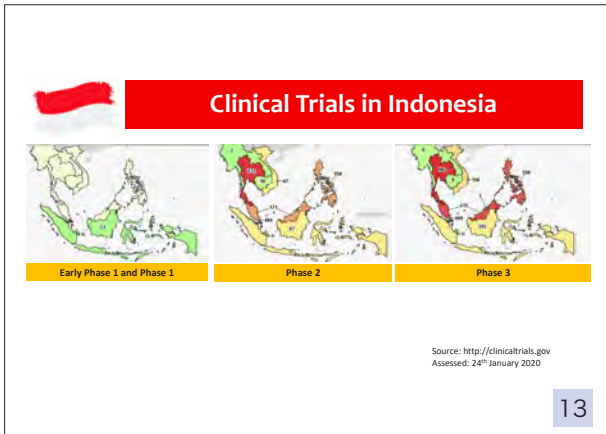 Clinical Trials in Indonesia
Early Phase 1 and Phase 1
Phase 2
Phase 3
Source: http://clinicaltrials.gov
Assessed: 24th January 2020
13